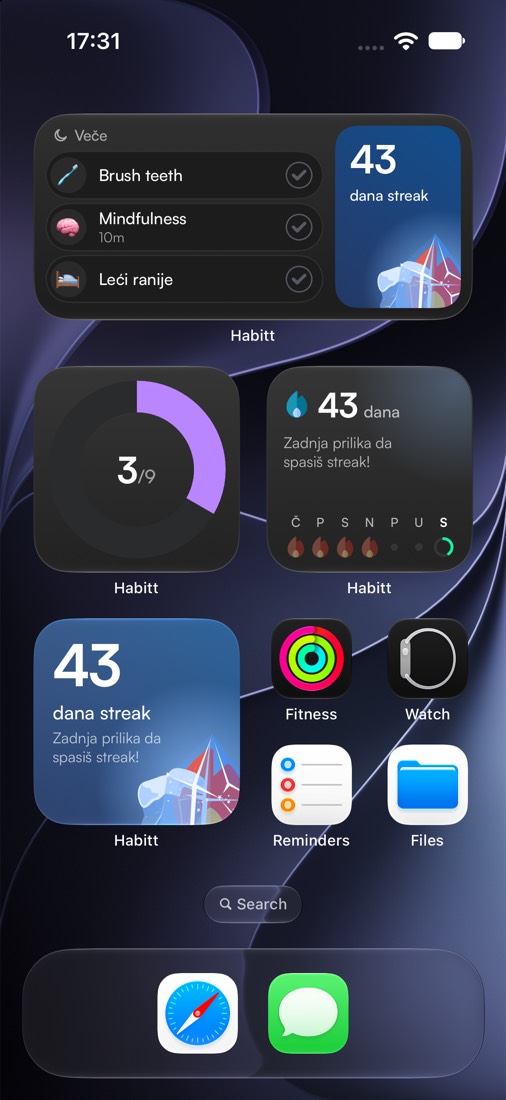 17:31
Veče
43
dana streak
Brush teeth
Mindfulness
10m
Leći ranije
Habitt
3/9
Habitt
43 dana
Zadnja prilika da
spasiš streak!
Č P S N P U S
Habitt
43
dana streak
Zadnja prilika da
spasiš streak!
Habitt
Fitness
Watch
Reminders
Files
Search